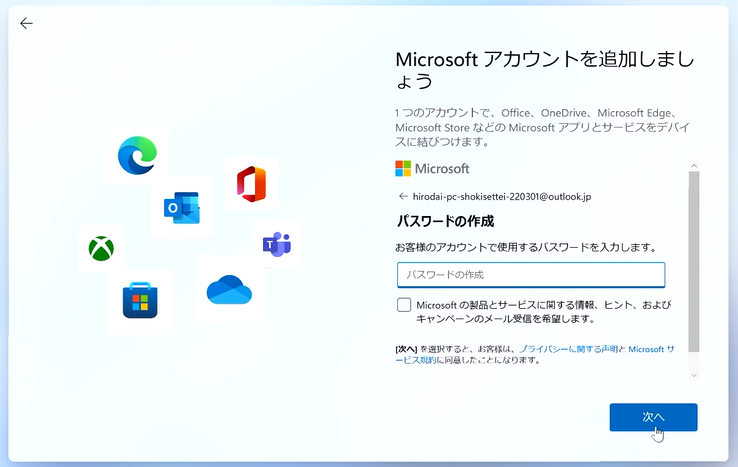 Microsoft アカウントを追加しまし
ょう
1 つのアカウントで、Office、OneDrive、Microsoft Edge、
Microsoft Store などの Microsoft アプリとサービスをデバイ
スに結びつけます。
Microsoft
← hirodai-pc-shokisettei-220301@outlook.jp
パスワードの作成
お客様のアカウントで使用するパスワードを入力します。
パスワードの作成
Microsoft の製品とサービスに関する情報、ヒント、および
キャンペーンのメール受信を希望します。
[次へ] を選択すると、お客様は、プライバシーに関する声明と Microsoft サ
ービス規約に同意したことになります。
次へ